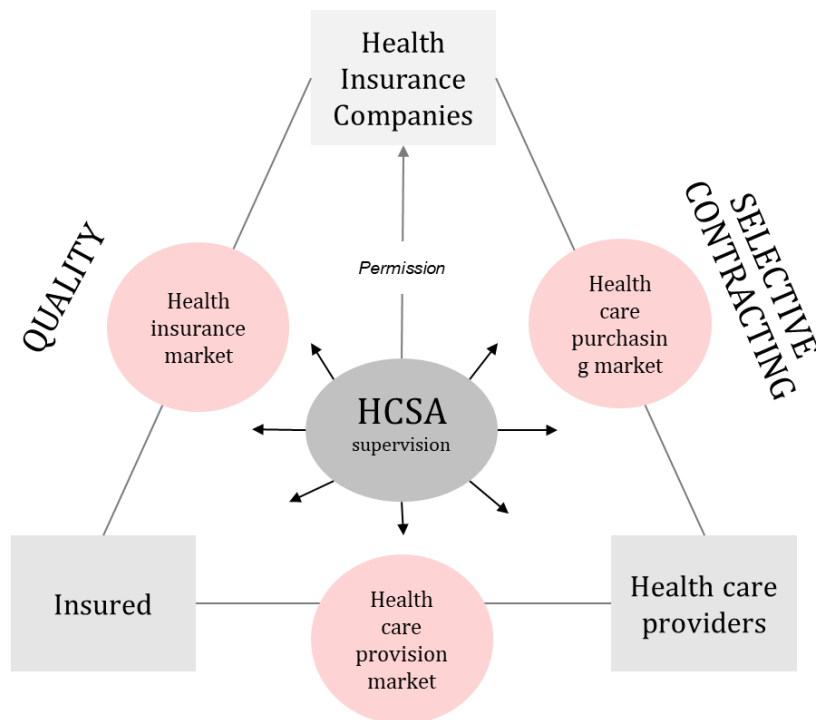 Health
Insurance
Companies
QUALITY
SELECTIVE
CONTRACTING
Permission
Health
insurance
market
Health
care
purchasin
g market
HCSA
supervision
Insured
Health
care
provision
market
Health care
providers